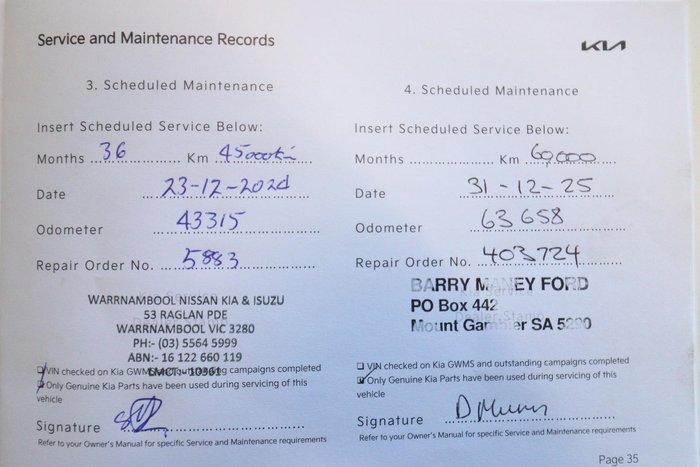 Service and Maintenance Records
KIA
3. Scheduled Maintenance
Insert Scheduled Service Below:
Months 36 Km 45000km
Date 23-12-2024
Odometer 43315
Repair Order No. 5883
WARRNAMBOOL NISSAN KIA & ISUZU
53 RAGLAN PDE
WARRNAMBOOL VIC 3280
PH:- (03) 5564 5999
ABN:- 16 122 660 119
LMCT:- 10361
VIN checked on Kia GWMS outstanding campaigns completed
Only Genuine Kia Parts have been used during servicing of this
vehicle
Signature
Refer to your Owner's Manual for specific Service and Maintenance requirements
4. Scheduled Maintenance
Insert Scheduled Service Below:
Months Km 60,000
Date 31-12-25
Odometer 63658
Repair Order No. 403724
BARRY FORD
PO Box 442
Mount Gambier SA 5290
VIN checked on Kia GWMS and outstanding campaigns completed
Only Genuine Kia Parts have been used during servicing of this
vehicle
Signature
Refer to your Owner's Manual for specific Service and Maintenance requirements
Page 35